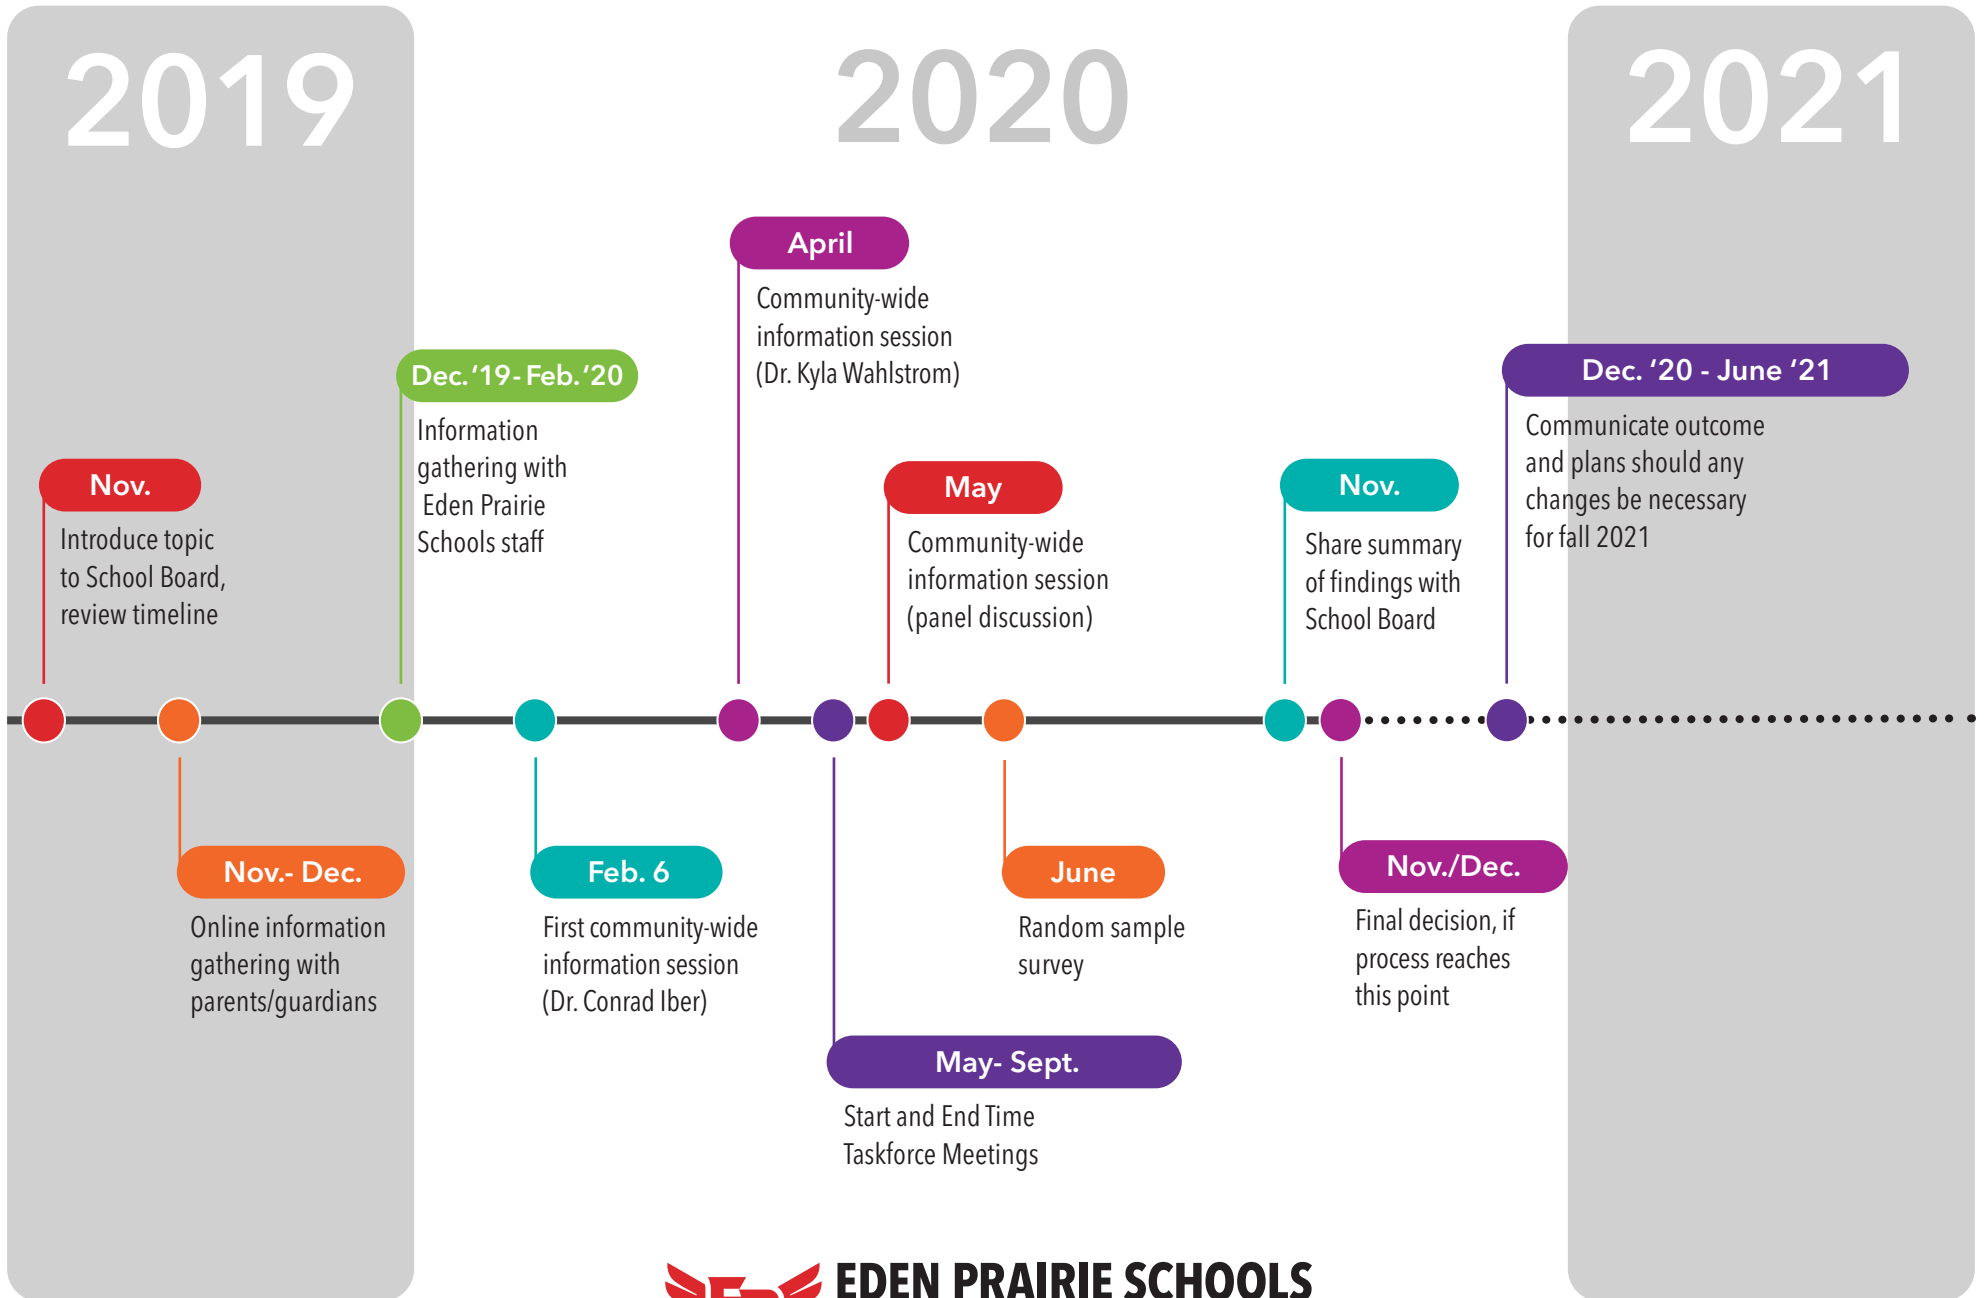 2019
2020
2021
April
Community-wide
information session
(Dr. Kyla Wahlstrom)
Dec. '19- Feb. '20
Information
gathering with
Eden Prairie
Schools staff
Dec. '20 - June '21
Communicate outcome
and plans should any
changes be necessary
for fall 2021
Nov.
Introduce topic
to School Board,
review timeline
May
Community-wide
information session
(panel discussion)
Nov.
Share summary
of findings with
School Board
Nov.- Dec.
Online information
gathering with
parents/guardians
Feb. 6
First community-wide
information session
(Dr. Conrad Iber)
June
Random sample
survey
Nov./Dec.
Final decision, if
process reaches
this point
May- Sept.
Start and End Time
Taskforce Meetings
EP
EDEN PRAIRIE SCHOOLS